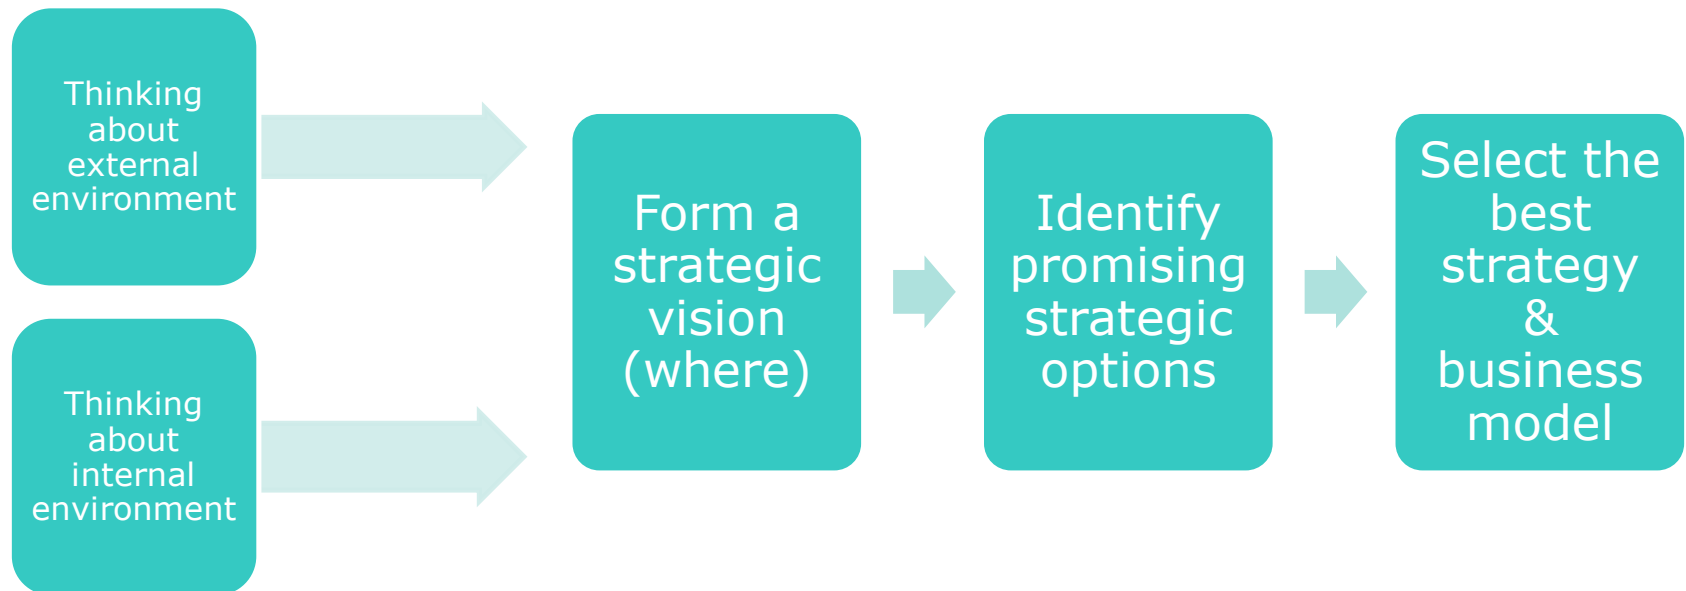 Thinking
about
external
environment
Thinking
about
internal
environment
Form a
strategic
vision
(where)
Identify
promising
strategic
options
Select the
best
strategy
&
business
model